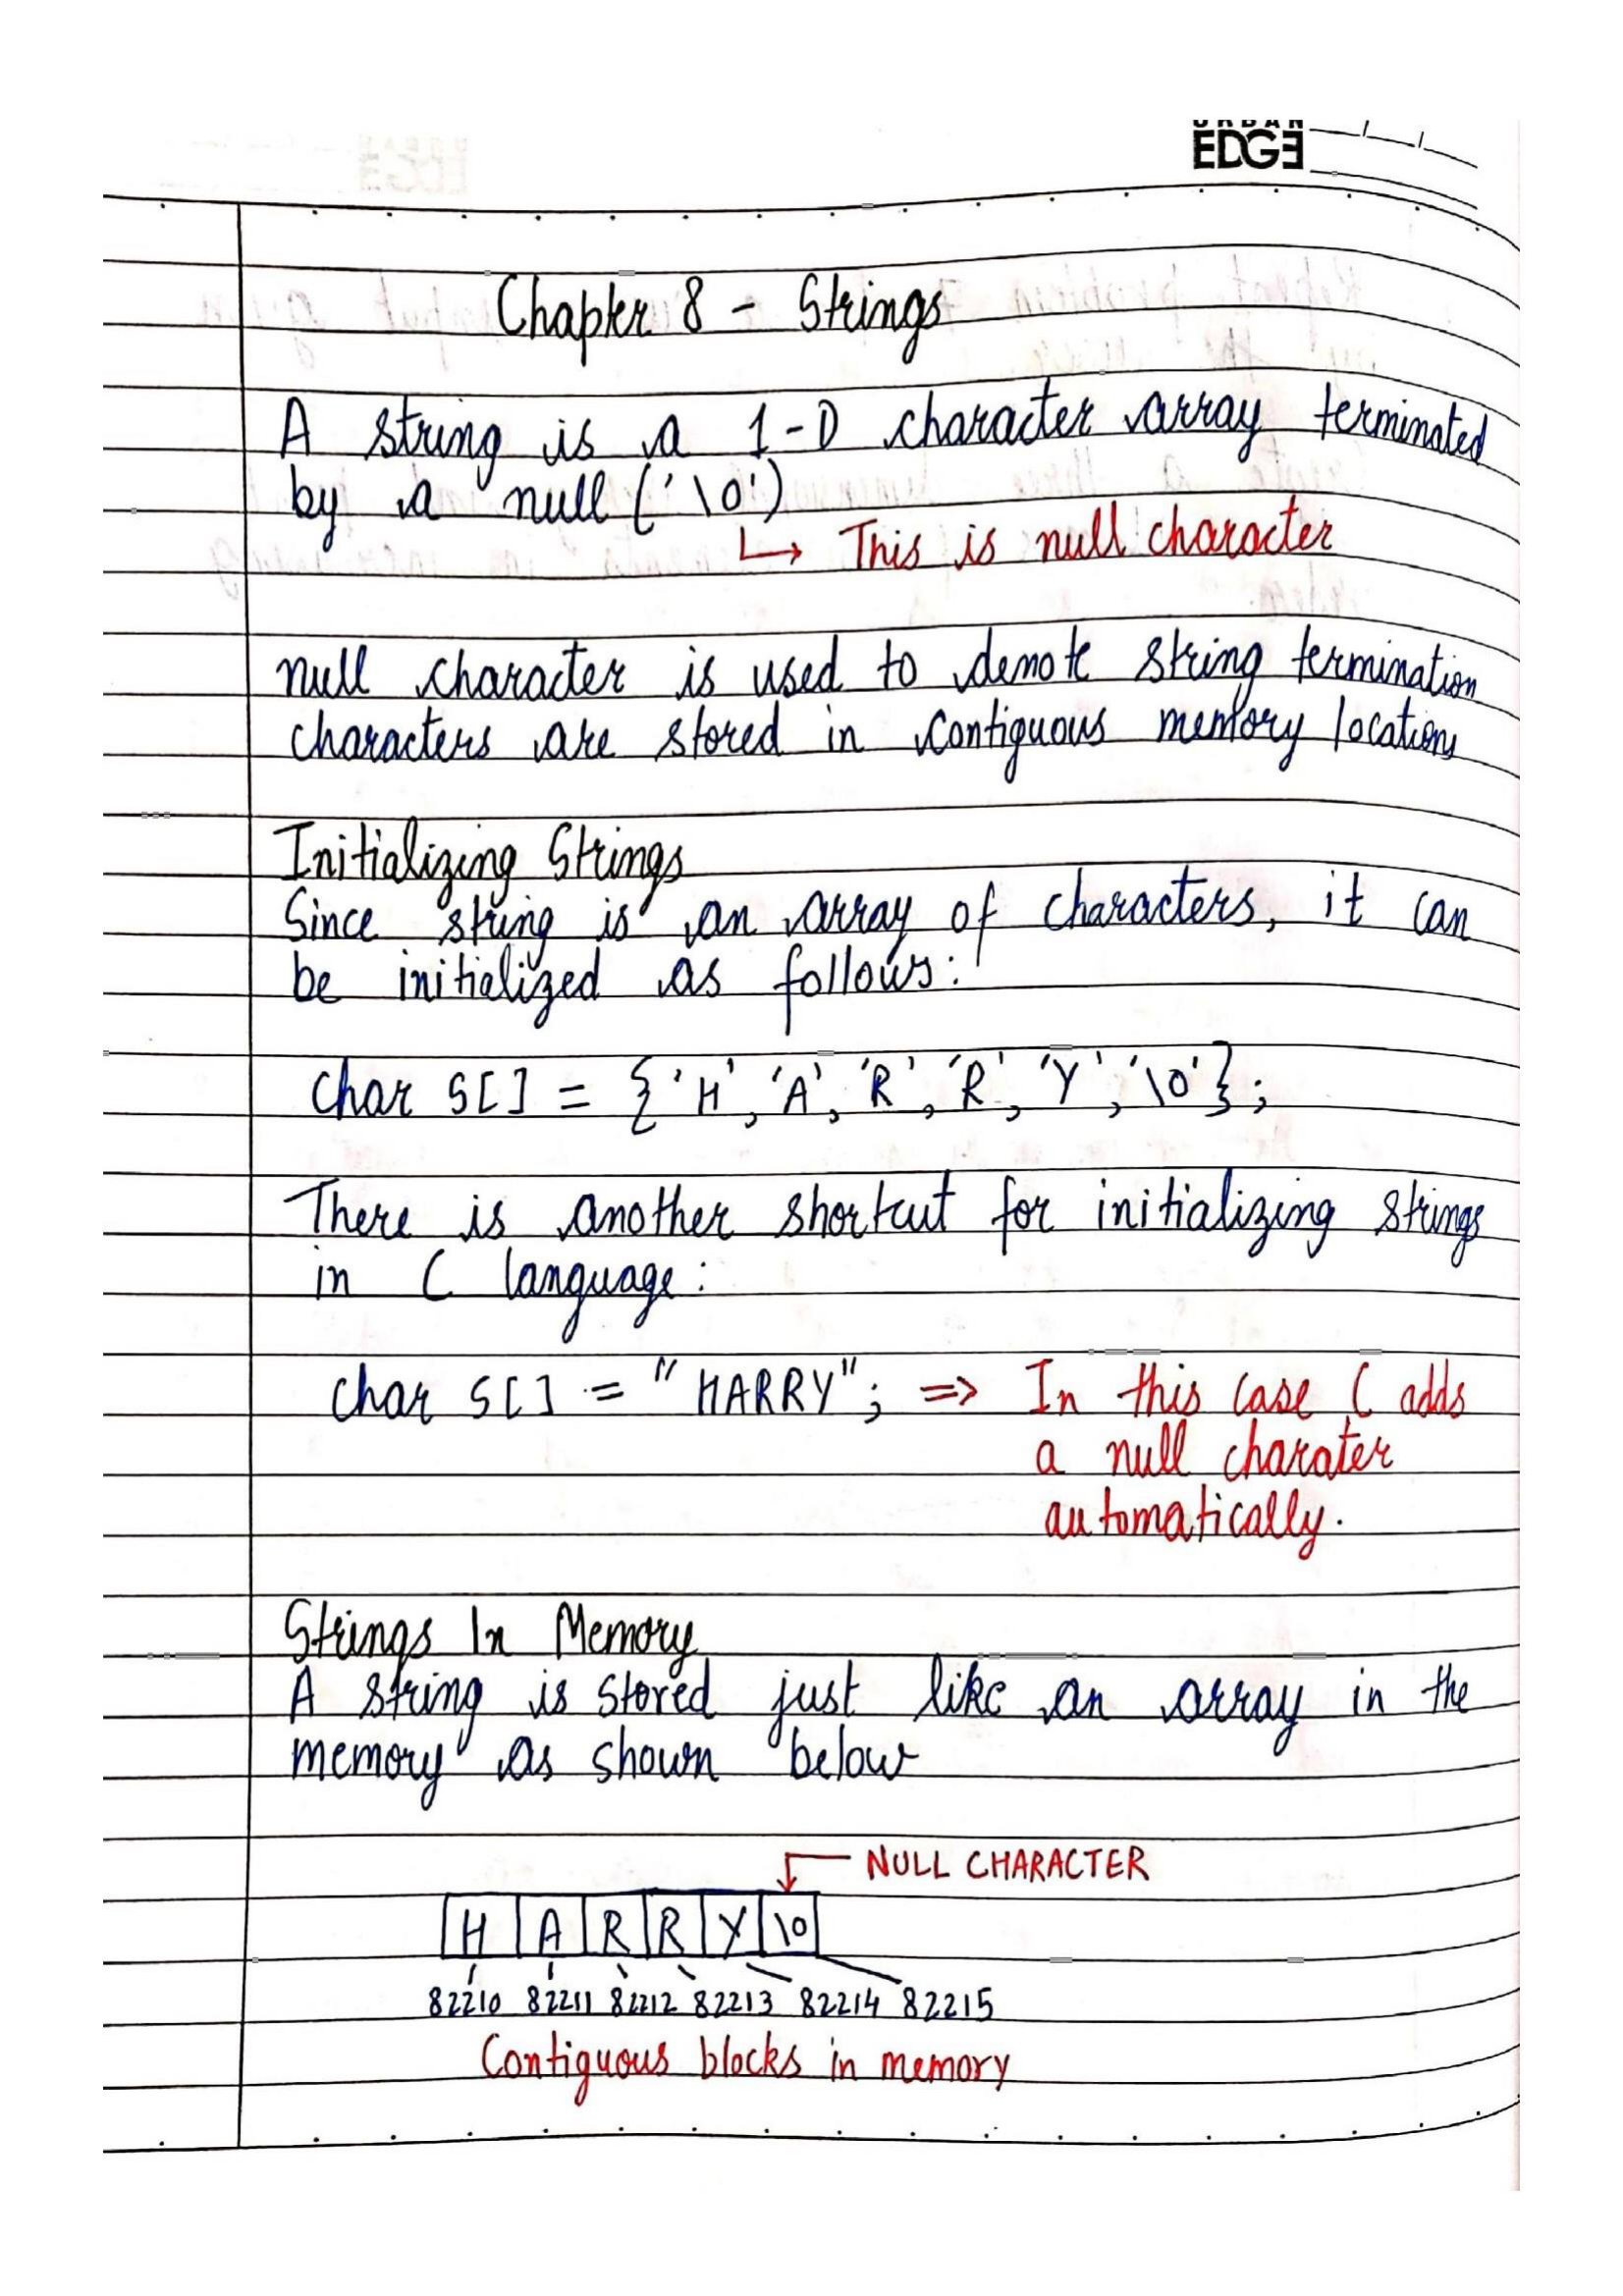 URBAN
EDGE
Chapter 8 - Strings
A string is a 1-D character array terminated
by a null ('\0')
↳ This is null character
null character is used to denote string termination
characters are stored in contiguous memory locations
Initializing Strings
Since string is an array of characters, it can
be initialized as follows:
char s[] = {'H', 'A', 'R', 'R', 'Y', '\0'};
There is another shortcut for initializing strings
in C language:
char s[] = "HARRY"; => In this case C adds
a null charater
automatically.
Strings In Memory
A string is stored just like an array in the
memory as shown below
NULL CHARACTER
H A R R Y \0
82210 82211 82212 82213 82214 82215
Contiguous blocks in memory